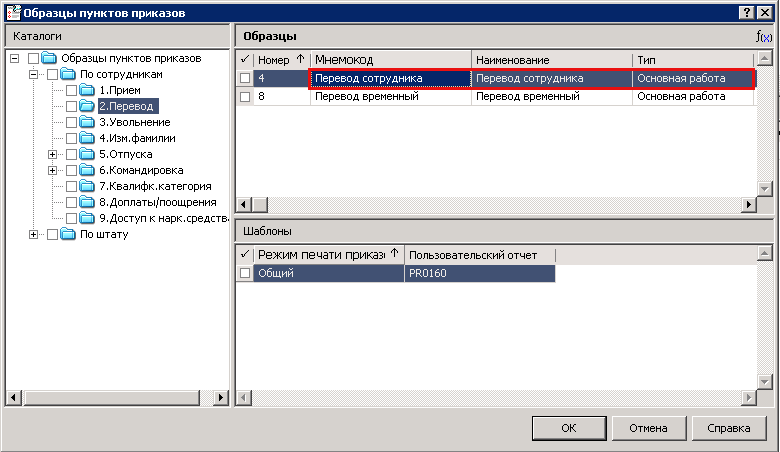 Образцы пунктов приказов
Каталоги
Образцы пунктов приказов
По сотрудникам
1.Прием
2.Перевод
3.Увольнение
4.Изм.фамилии
5.Отпуска
6.Командировка
7.Квалифк.категория
8.Доплаты/поощрения
9.Доступ к нарк.средства
По штату
Образцы f(x)
Номер Мнемокод Наименование Тип
4 Перевод сотрудника Перевод сотрудника Основная работа
8 Перевод временный Перевод временный Основная работа
Шаблоны
Режим печати приказ Пользовательский отчет
Общий PR0160
OK Отмена Справка